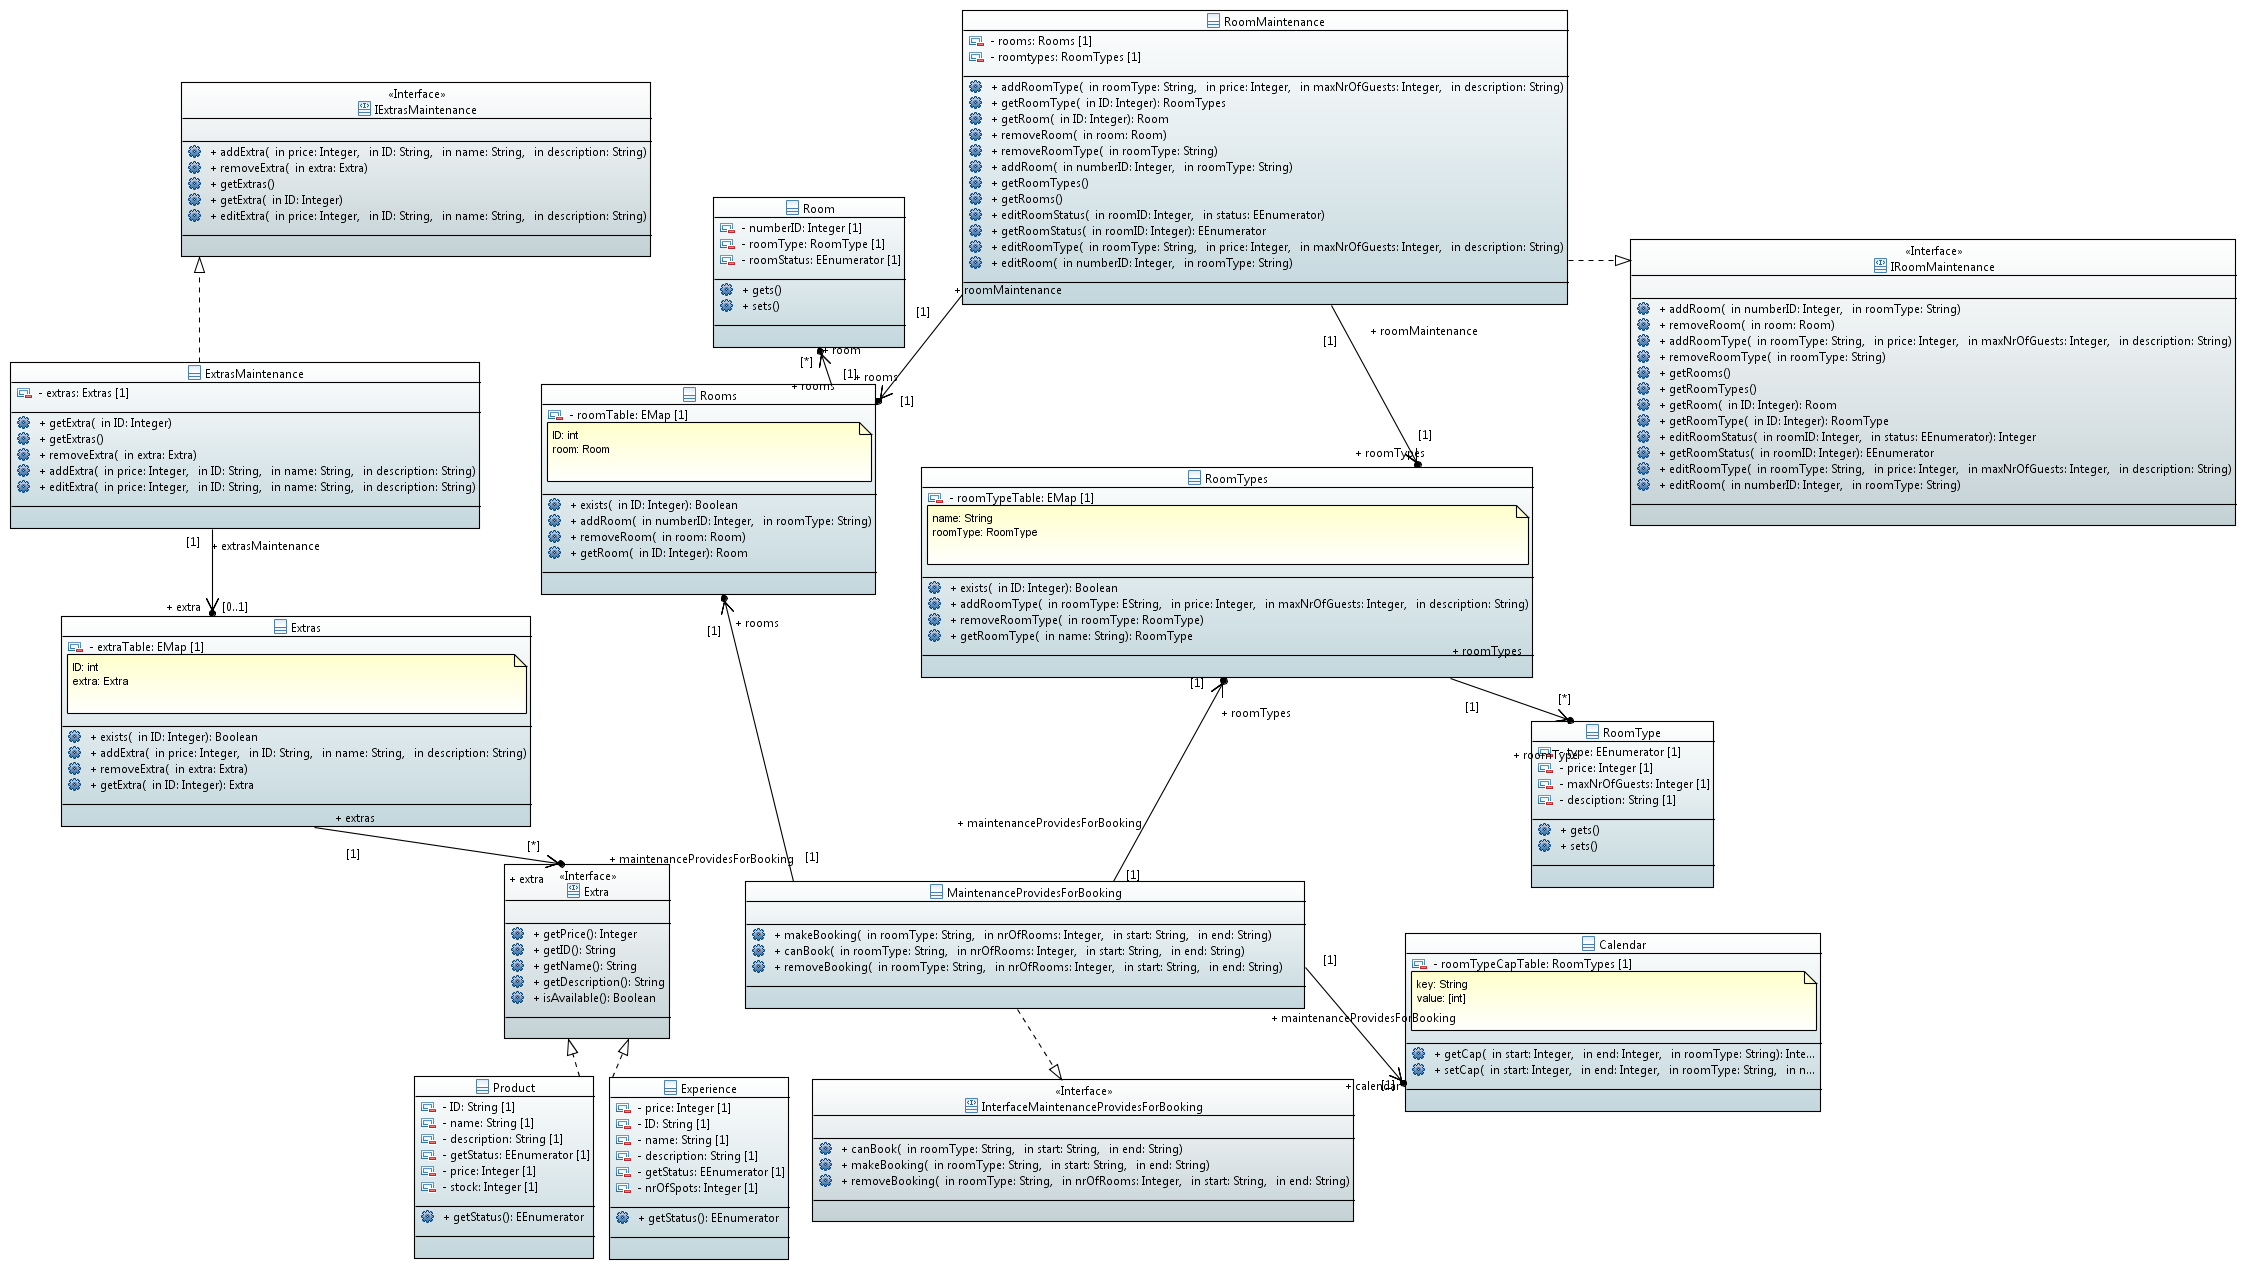 RoomMaintenance
- rooms: Rooms [1]
- roomtypes: RoomTypes [1]
+ addRoomType( in roomType: String, in price: Integer, in maxNrOfGuests: Integer, in description: String)
+ getRoomType( in ID: Integer): RoomTypes
+ getRoom( in ID: Integer): Room
+ removeRoom( in room: Room)
+ removeRoomType( in roomType: String)
+ addRoom( in numberID: Integer, in roomType: String)
+ getRoomTypes()
+ getRooms()
+ editRoomStatus( in roomID: Integer, in status: EEnumerator)
+ getRoomStatus( in roomID: Integer): EEnumerator
+ editRoomType( in roomType: String, in price: Integer, in maxNrOfGuests: Integer, in description: String)
+ editRoom( in numberID: Integer, in roomType: String)
«Interface»
IExtrasMaintenance
+ addExtra( in price: Integer, in ID: String, in name: String, in description: String)
+ removeExtra( in extra: Extra)
+ getExtras()
+ getExtra( in ID: Integer)
+ editExtra( in price: Integer, in ID: String, in name: String, in description: String)
Room
- numberID: Integer [1]
- roomType: RoomType [1]
- roomStatus: EEnumerator [1]
+ gets()
+ sets()
«Interface»
IRoomMaintenance
+ addRoom( in numberID: Integer, in roomType: String)
+ removeRoom( in room: Room)
+ addRoomType( in roomType: String, in price: Integer, in maxNrOfGuests: Integer, in description: String)
+ removeRoomType( in roomType: String)
+ getRooms()
+ getRoomTypes()
+ getRoom( in ID: Integer): Room
+ getRoomType( in ID: Integer): RoomType
+ editRoomStatus( in roomID: Integer, in status: EEnumerator): Integer
+ getRoomStatus( in roomID: Integer): EEnumerator
+ editRoomType( in roomType: String, in price: Integer, in maxNrOfGuests: Integer, in description: String)
+ editRoom( in numberID: Integer, in roomType: String)
+ roomMaintenance
[1]
+ roomMaintenance
[1]
+ room
[*]
[1]
+ rooms
+ rooms
[1]
[1]
+ roomTypes
ExtrasMaintenance
- extras: Extras [1]
+ getExtra( in ID: Integer)
+ getExtras()
+ removeExtra( in extra: Extra)
+ addExtra( in price: Integer, in ID: String, in name: String, in description: String)
+ editExtra( in price: Integer, in ID: String, in name: String, in description: String)
Rooms
- roomTable: EMap [1]
ID: int
room: Room
+ exists( in ID: Integer): Boolean
+ addRoom( in numberID: Integer, in roomType: String)
+ removeRoom( in room: Room)
+ getRoom( in ID: Integer): Room
RoomTypes
- roomTypeTable: EMap [1]
name: String
roomType: RoomType
+ exists( in ID: Integer): Boolean
+ addRoomType( in roomType: EString, in price: Integer, in maxNrOfGuests: Integer, in description: String)
+ removeRoomType( in roomType: RoomType)
+ getRoomType( in name: String): RoomType
+ roomTypes
[1]
+ extrasMaintenance
+ extra
[0..1]
Extras
- extraTable: EMap [1]
ID: int
extra: Extra
+ exists( in ID: Integer): Boolean
+ addExtra( in price: Integer, in ID: String, in name: String, in description: String)
+ removeExtra( in extra: Extra)
+ getExtra( in ID: Integer): Extra
+ extras
[1]
[*]
+ extra
+ rooms
[1]
[1]
+ roomTypes
[1]
[*]
+ roomType
RoomType
- type: EEnumerator [1]
- price: Integer [1]
- maxNrOfGuests: Integer [1]
- desciption: String [1]
+ gets()
+ sets()
+ maintenanceProvidesForBooking
[1]
+ maintenanceProvidesForBooking
[1]
«Interface»
Extra
+ getPrice(): Integer
+ getID(): String
+ getName(): String
+ getDescription(): String
+ isAvailable(): Boolean
MaintenanceProvidesForBooking
+ makeBooking( in roomType: String, in nrOfRooms: Integer, in start: String, in end: String)
+ canBook( in roomType: String, in nrOfRooms: Integer, in start: String, in end: String)
+ removeBooking( in roomType: String, in nrOfRooms: Integer, in start: String, in end: String)
[1]
+ maintenanceProvidesForBooking
+ calendar
[1]
Calendar
- roomTypeCapTable: RoomTypes [1]
key: String
value: [int]
+ getCap( in start: Integer, in end: Integer, in roomType: String): Inte...
+ setCap( in start: Integer, in end: Integer, in roomType: String, in n...
Product
- ID: String [1]
- name: String [1]
- description: String [1]
- getStatus: EEnumerator [1]
- price: Integer [1]
- stock: Integer [1]
+ getStatus(): EEnumerator
Experience
- price: Integer [1]
- ID: String [1]
- name: String [1]
- description: String [1]
- getStatus: EEnumerator [1]
- nrOfSpots: Integer [1]
+ getStatus(): EEnumerator
«Interface»
InterfaceMaintenanceProvidesForBooking
+ canBook( in roomType: String, in start: String, in end: String)
+ makeBooking( in roomType: String, in start: String, in end: String)
+ removeBooking( in roomType: String, in nrOfRooms: Integer, in start: String, in end: String)